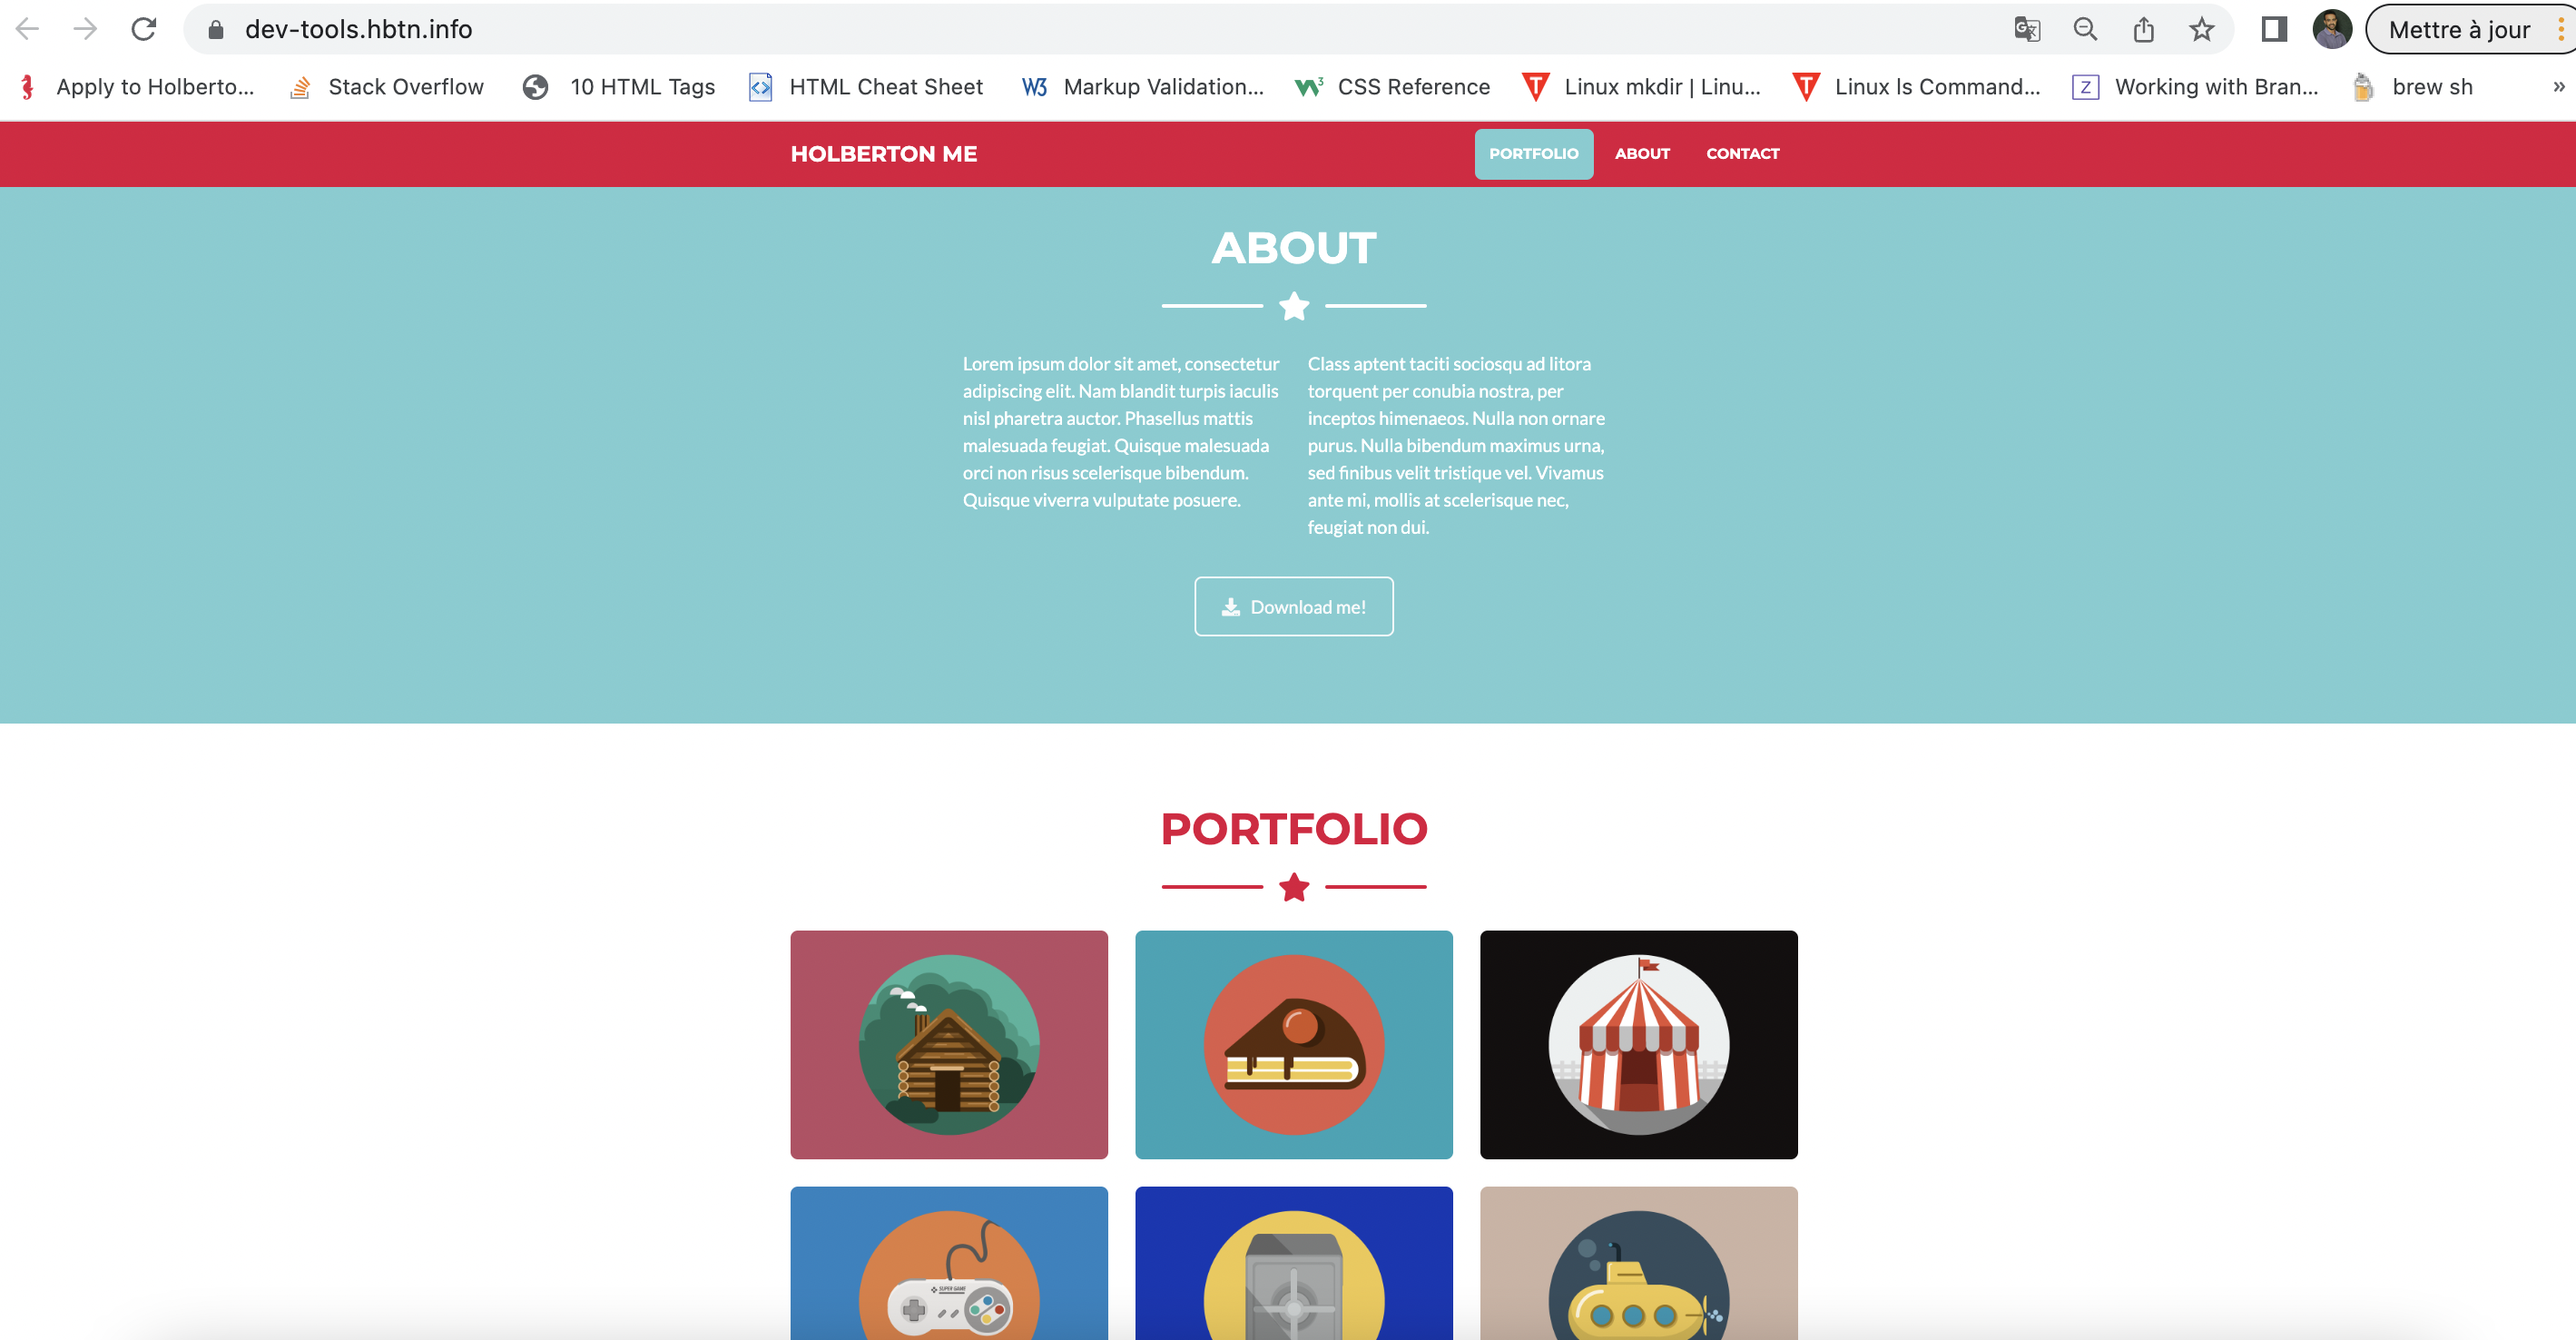 dev-tools.hbtn.info
Mettre à jour
Apply to Holberto...
Stack Overflow
10 HTML Tags
HTML Cheat Sheet
W3 Markup Validation...
CSS Reference
Linux mkdir | Linu...
Linux ls Command...
Z Working with Bran...
brew sh
»
HOLBERTON ME
PORTFOLIO
ABOUT
CONTACT
ABOUT
Lorem ipsum dolor sit amet, consectetur
adipiscing elit. Nam blandit turpis iaculis
nisl pharetra auctor. Phasellus mattis
malesuada feugiat. Quisque malesuada
orci non risus scelerisque bibendum.
Quisque viverra vulputate posuere.
Class aptent taciti sociosqu ad litora
torquent per conubia nostra, per
inceptos himenaeos. Nulla non ornare
purus. Nulla bibendum maximus urna,
sed finibus velit tristique vel. Vivamus
ante mi, mollis at scelerisque nec,
feugiat non dui.
Download me!
PORTFOLIO
SUPER GAME